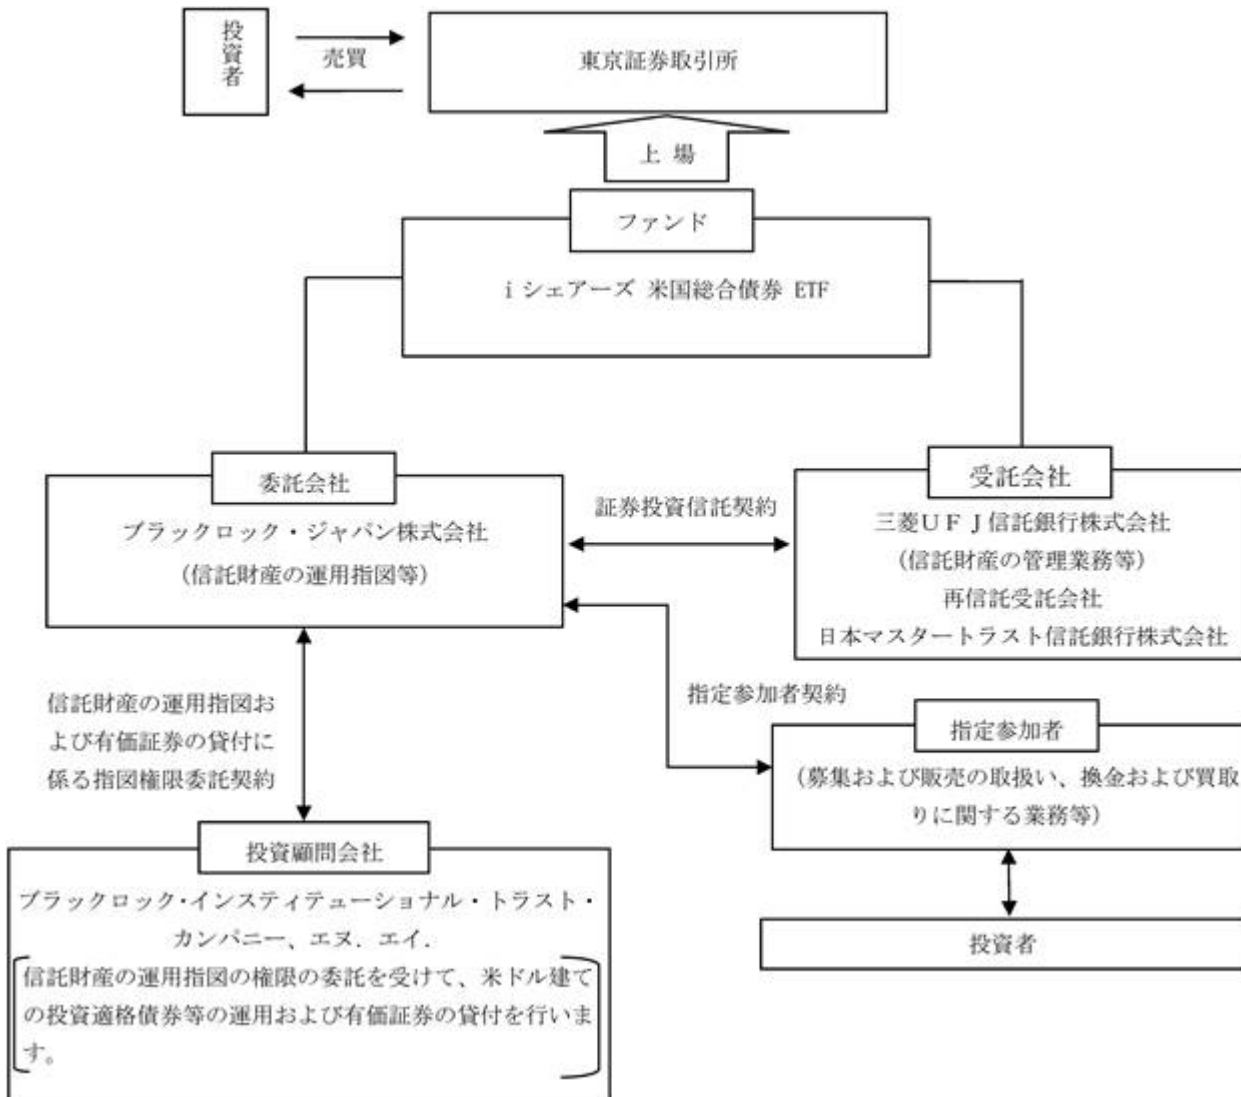 投資者
売買
東京証券取引所
上 場
ファンド
i シェアーズ 米国総合債券 ETF
委託会社
ブラックロック・ジャパン株式会社
(信託財産の運用指図等)
証券投資信託契約
受託会社
三菱UFJ信託銀行株式会社
(信託財産の管理業務等)
再信託受託会社
日本マスタートラスト信託銀行株式会社
信託財産の運用指図お
よび有価証券の貸付に
係る指図権限委託契約
指定参加者契約
指定参加者
(募集および販売の取扱い、換金および買取
りに関する業務等)
投資者
投資顧問会社
ブラックロック・インスティテューショナル・トラスト・
カンパニー、エヌ．エイ．
信託財産の運用指図の権限の委託を受けて、米ドル建て
の投資適格債券等の運用および有価証券の貸付を行いま
す。